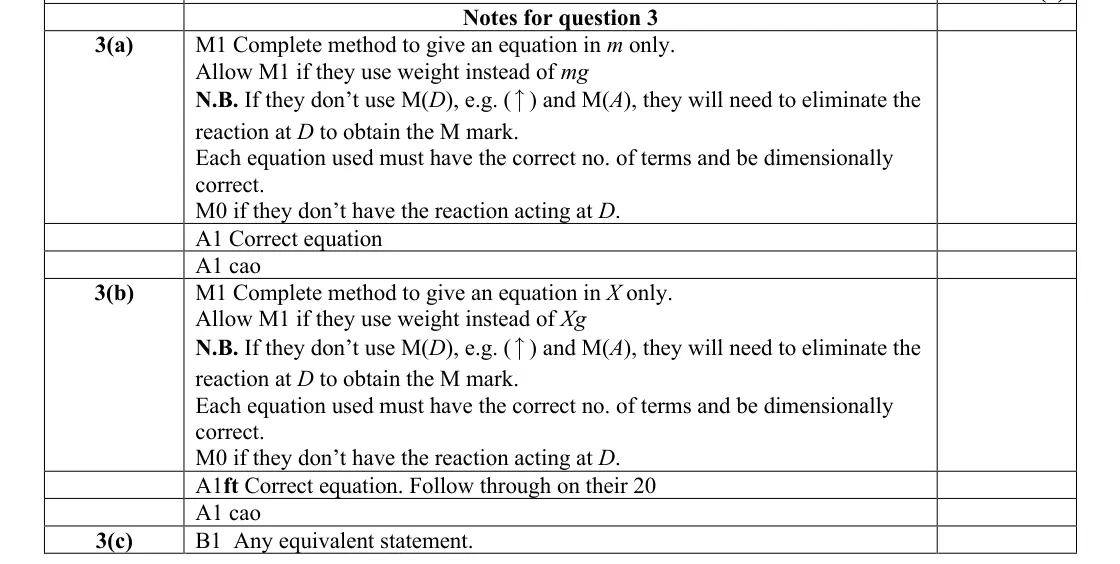 Notes for question 3
3(a)
M1 Complete method to give an equation in m only.
Allow M1 if they use weight instead of mg
N.B. If they don’t use M(D), e.g. (↑) and M(A), they will need to eliminate the
reaction at D to obtain the M mark.
Each equation used must have the correct no. of terms and be dimensionally
correct.
M0 if they don’t have the reaction acting at D.
A1 Correct equation
A1 cao
3(b)
M1 Complete method to give an equation in X only.
Allow M1 if they use weight instead of Xg
N.B. If they don’t use M(D), e.g. (↑) and M(A), they will need to eliminate the
reaction at D to obtain the M mark.
Each equation used must have the correct no. of terms and be dimensionally
correct.
M0 if they don’t have the reaction acting at D.
A1ft Correct equation. Follow through on their 20
A1 cao
3(c)
B1 Any equivalent statement.